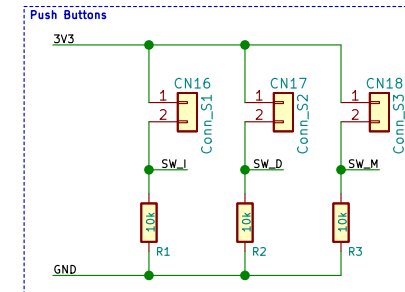 Push Buttons
3V3
CN16
CN17
CN18
1
2
Conn_S1
1
2
Conn_S2
1
2
Conn_S3
SW_I
SW_D
SW_M
10k
10k
10k
R1
R2
R3
GND